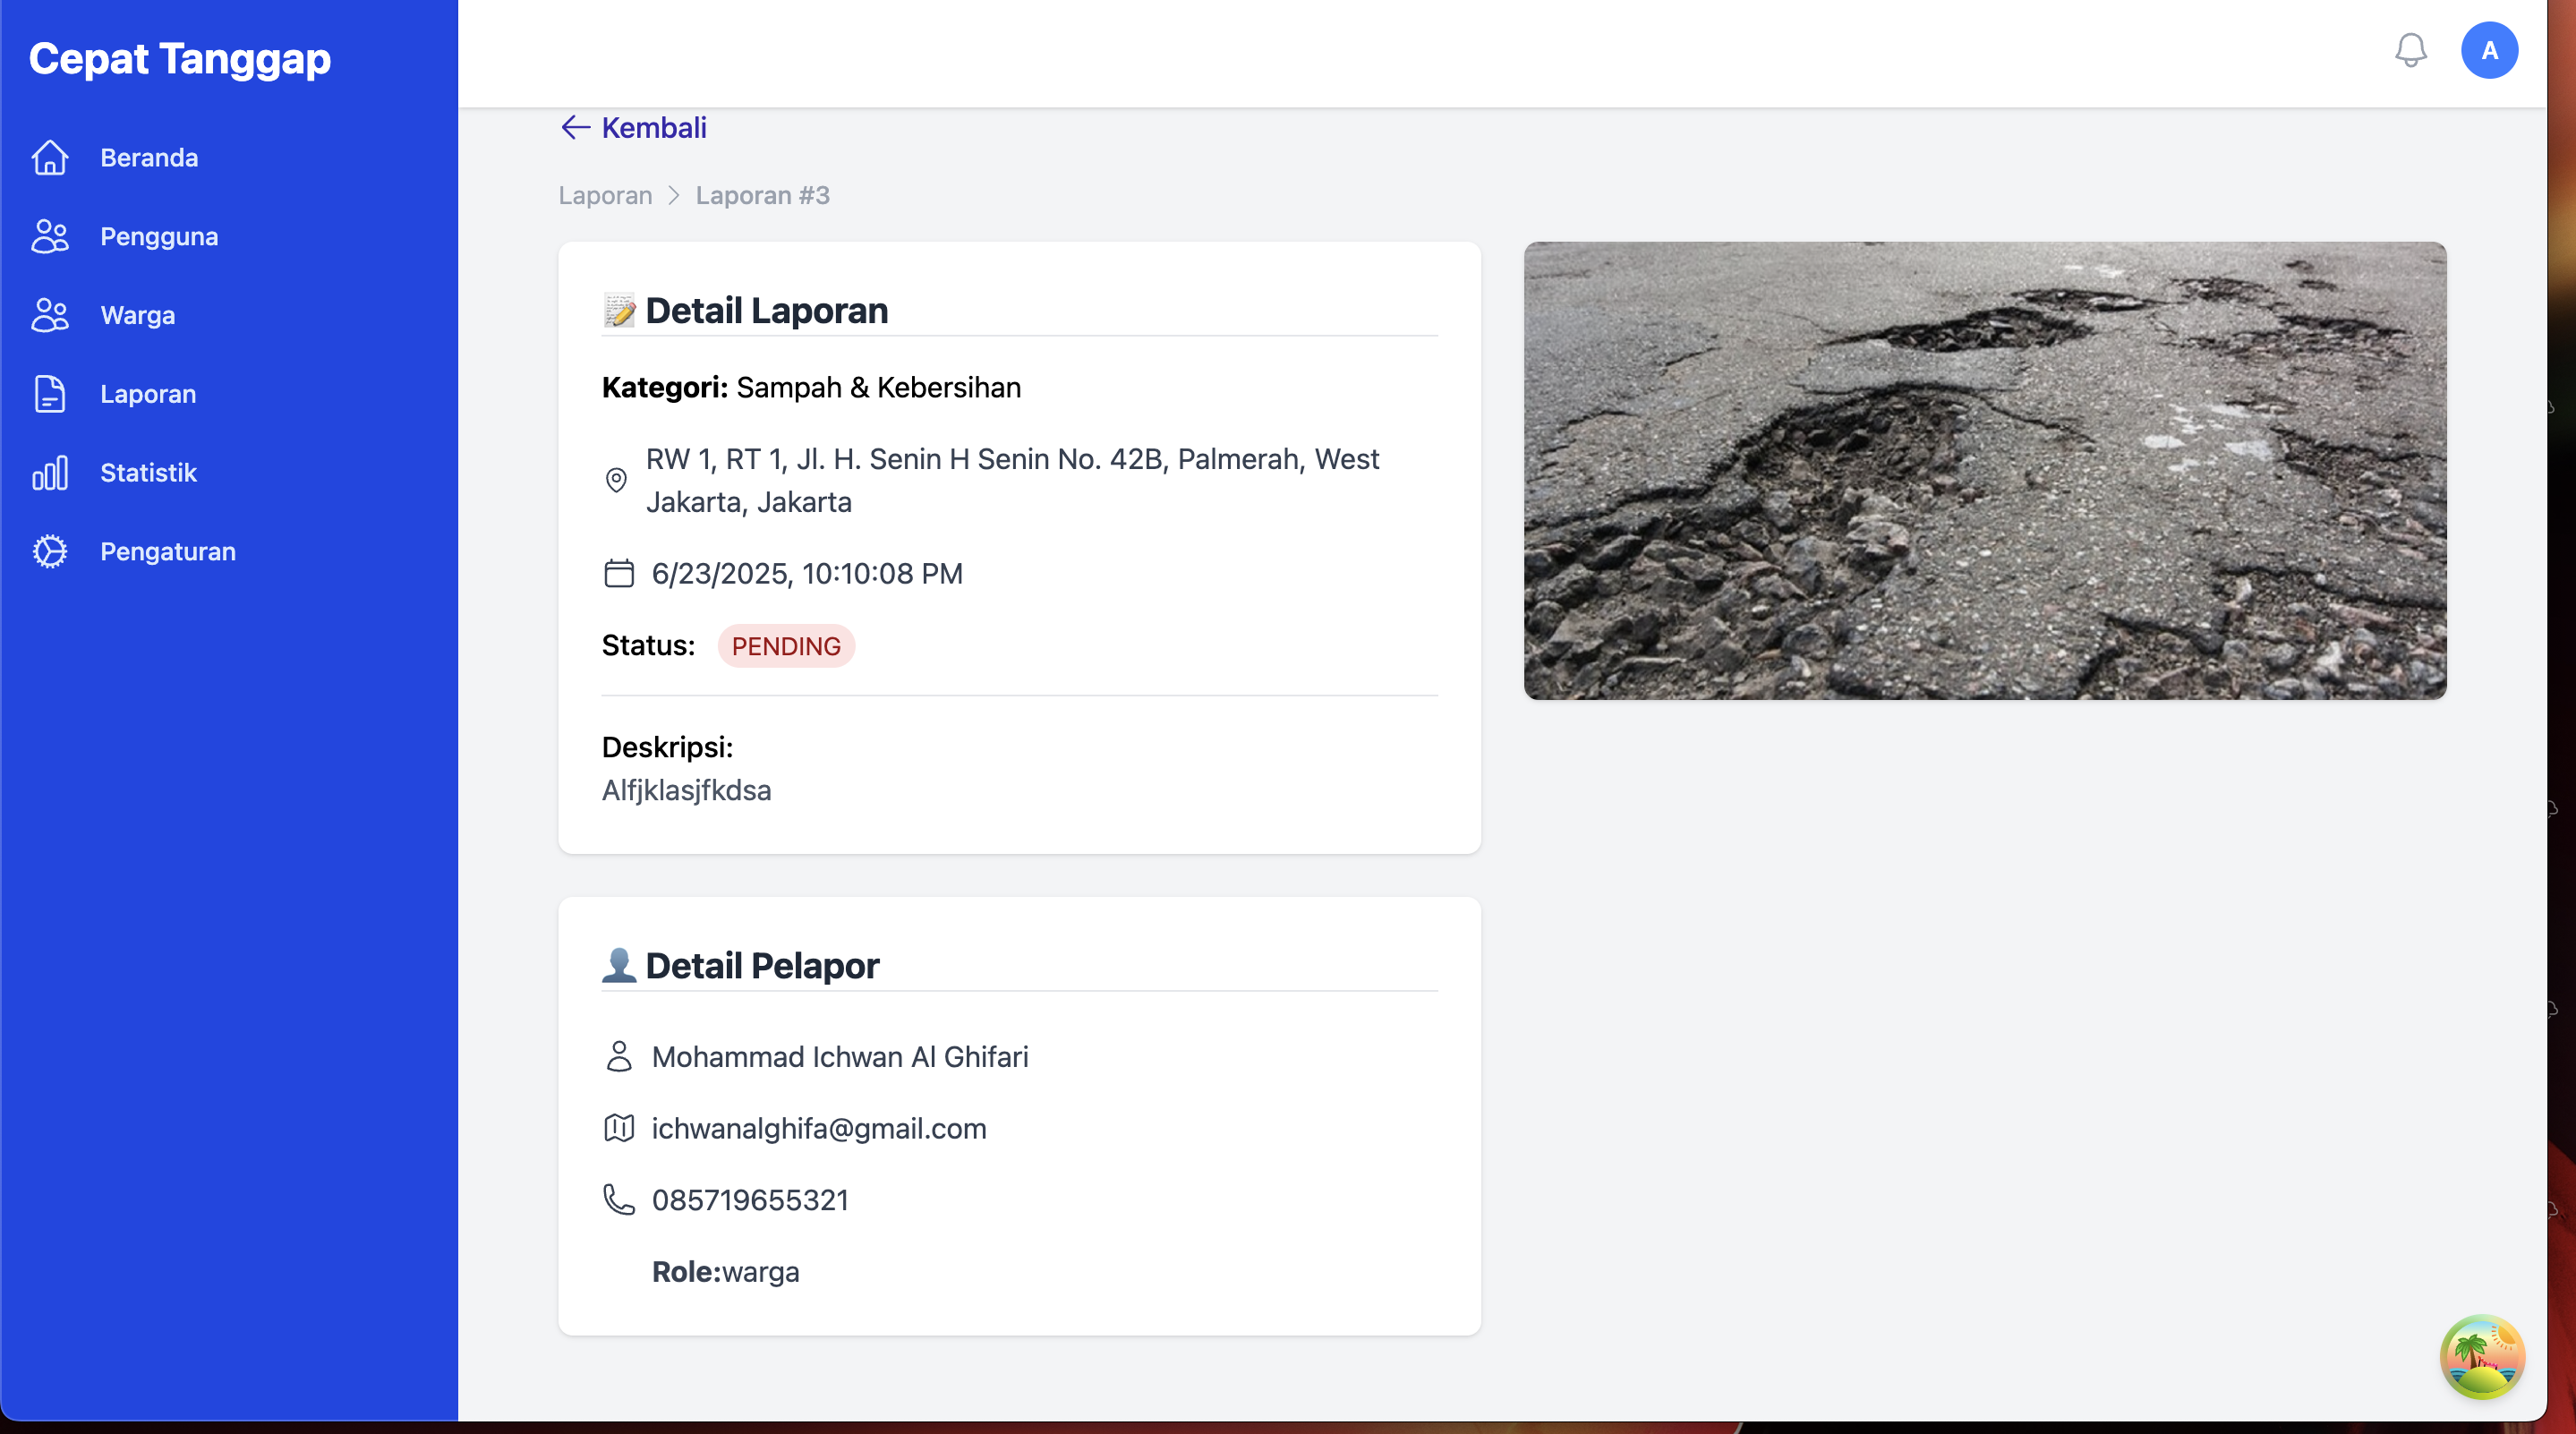 Cepat Tanggap
Beranda
Pengguna
Warga
Laporan
Statistik
Pengaturan
A
Kembali
Laporan > Laporan #3
Detail Laporan
Kategori: Sampah & Kebersihan
RW 1, RT 1, Jl. H. Senin H Senin No. 42B, Palmerah, West
Jakarta, Jakarta
6/23/2025, 10:10:08 PM
Status: PENDING
Deskripsi:
Alfjklasjfkdsa
Detail Pelapor
Mohammad Ichwan Al Ghifari
ichwanalghifa@gmail.com
085719655321
Role:warga